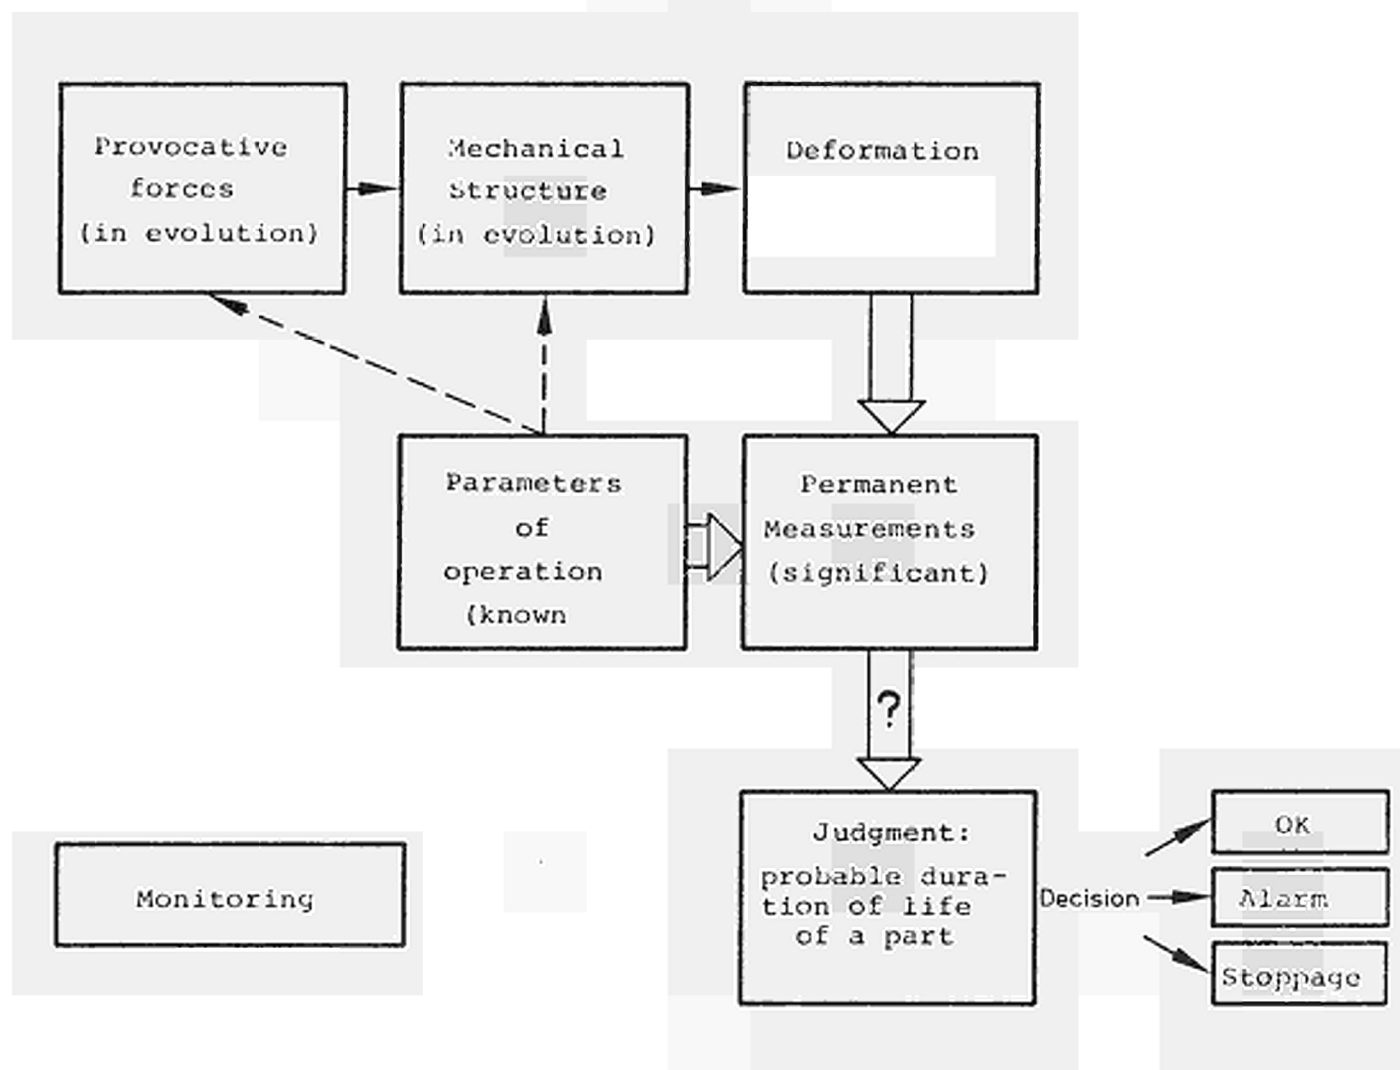 Provocative
forces
(in evolution)
Mechanical
Structure
(in evolution)
Deformation
Parameters
of
operation
(known
Permanent
Measurements
(significant)
?
Judgment:
probable dura-
tion of life
of a part
Decision
OK
Alarm
Stoppage
Monitoring